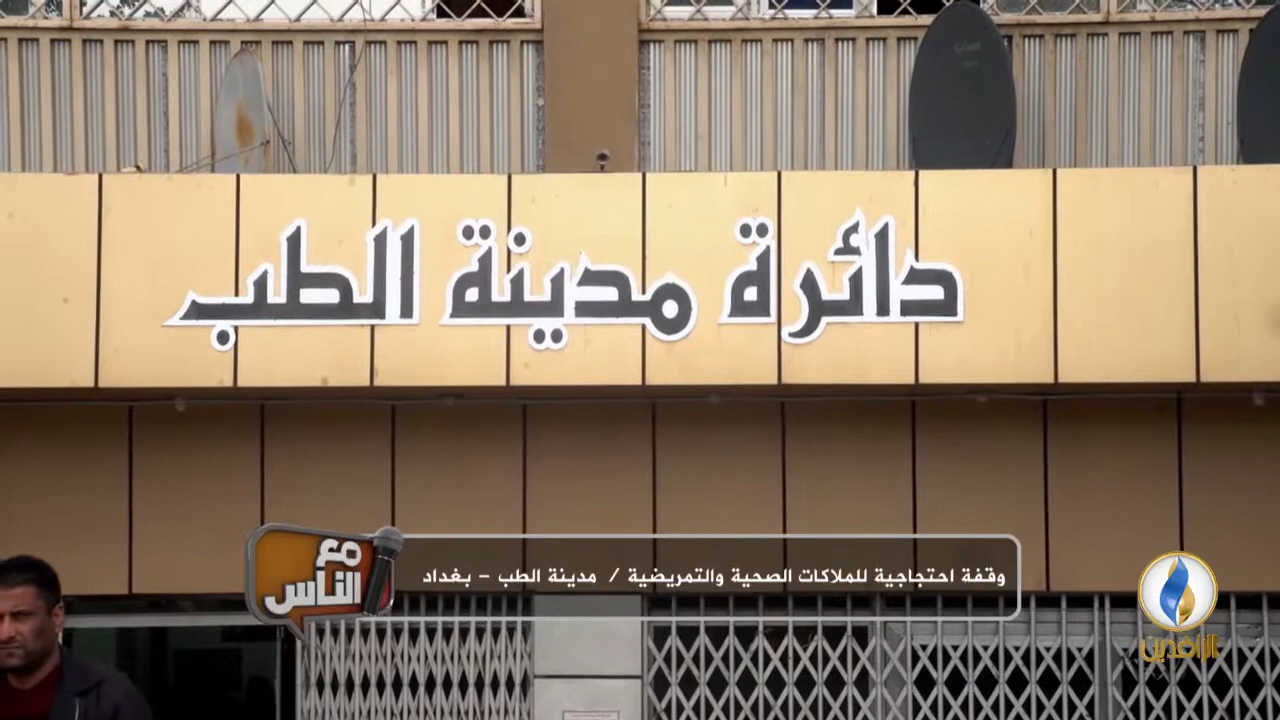 دائرة مدينة الطب
مع
الناس
وقفة احتجاجية للملاكات الصحية والتمريضية / مدينة الطب - بغداد
الرافدين